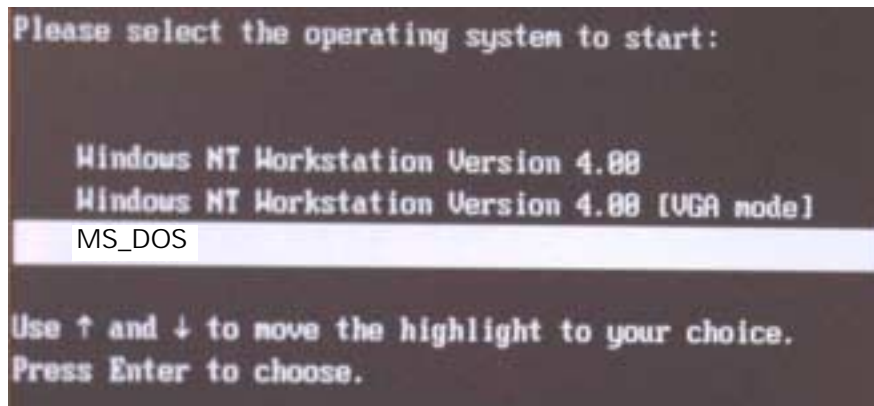 Please select the operating system to start:
Windows NT Workstation Version 4.00
Windows NT Workstation Version 4.00 [VGA mode]
MS_DOS
Use ↑ and ↓ to move the highlight to your choice.
Press Enter to choose.